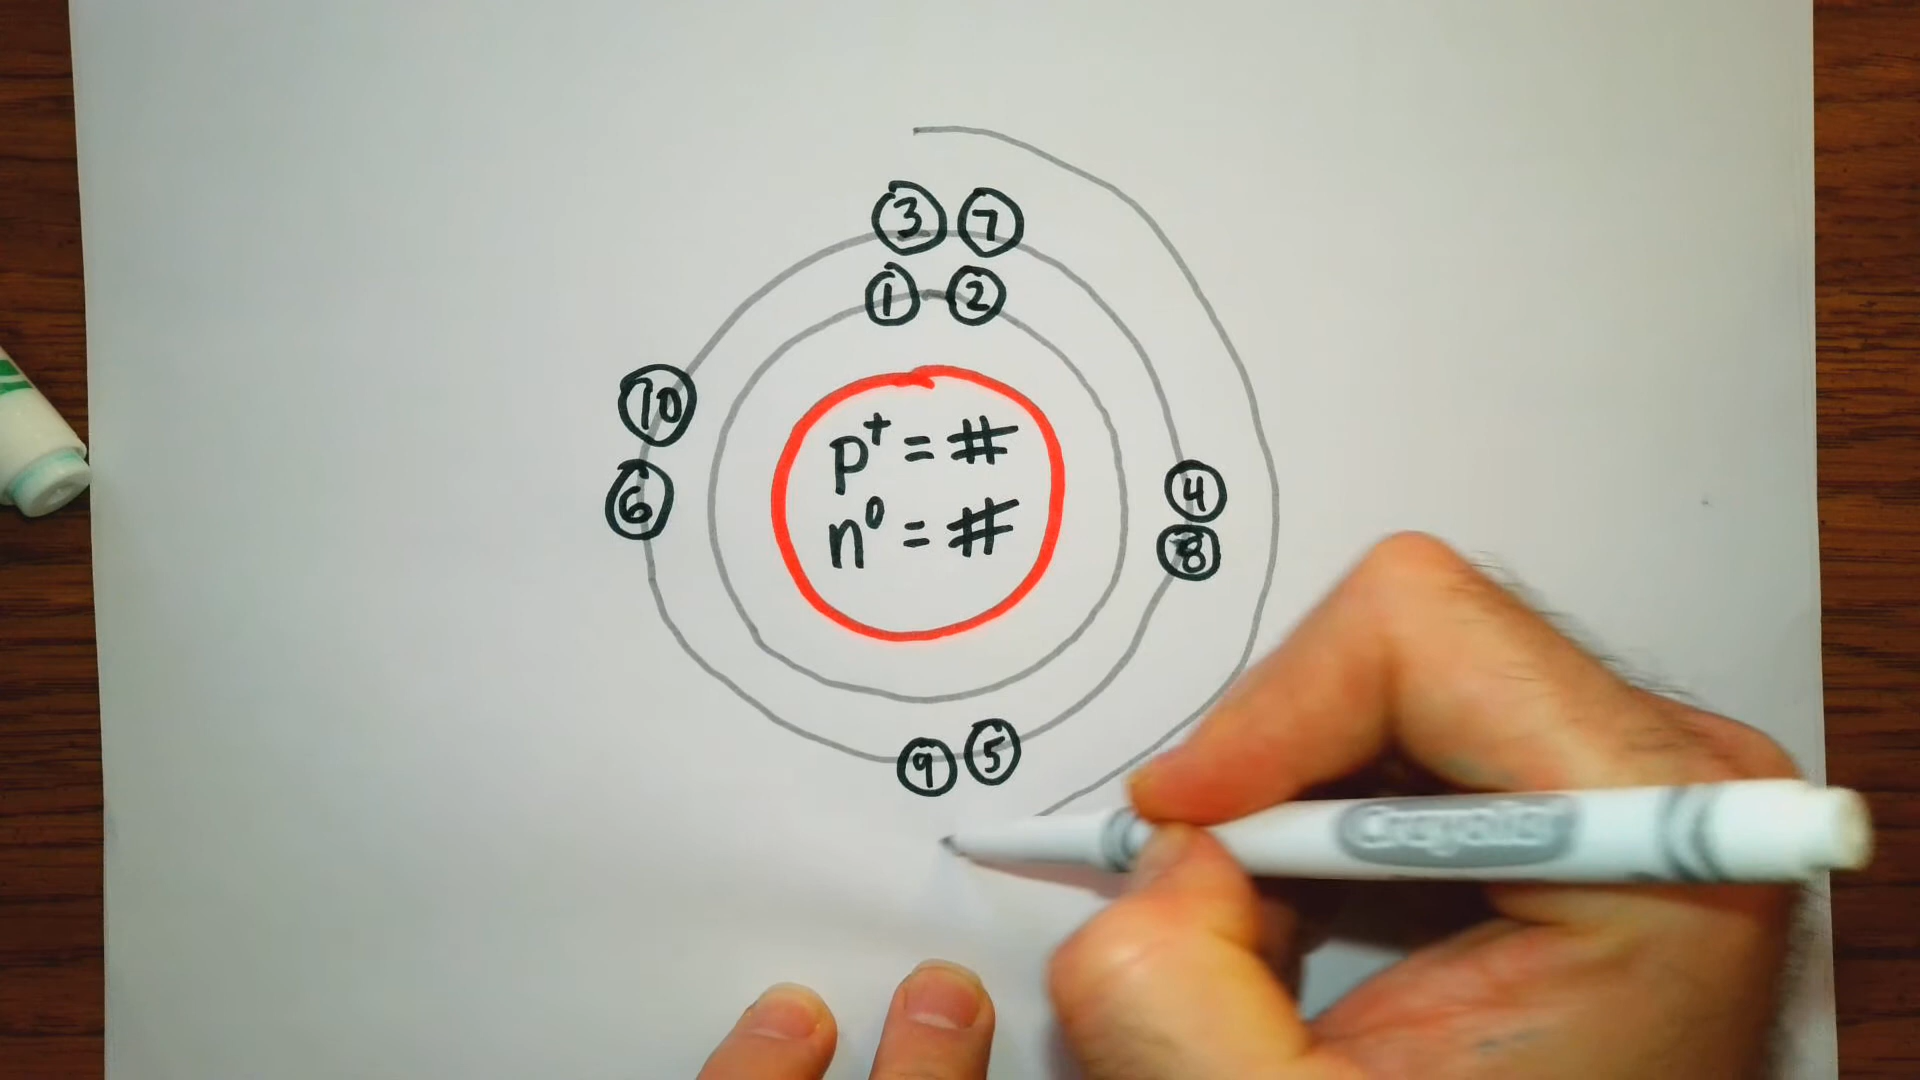 3 7
1 2
10
p⁺ = #
6
4
n⁰ = #
8
9 5
Crayola